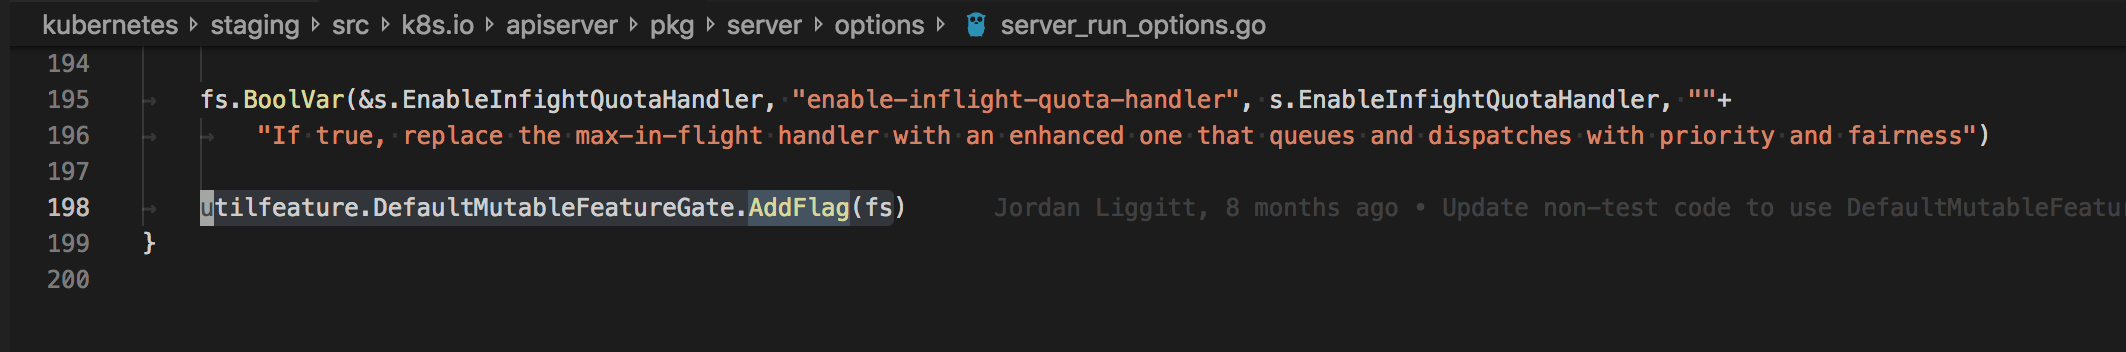 kubernetes › staging › src › k8s.io › apiserver › pkg › server › options › server_run_options.go
194
195 fs.BoolVar(&s.EnableInfightQuotaHandler, "enable-inflight-quota-handler", s.EnableInfightQuotaHandler, ""+
196 "If true, replace the max-in-flight handler with an enhanced one that queues and dispatches with priority and fairness")
197
198 utilfeature.DefaultMutableFeatureGate.AddFlag(fs) Jordan Liggitt, 8 months ago • Update non-test code to use DefaultMutableFeatur
199 }
200